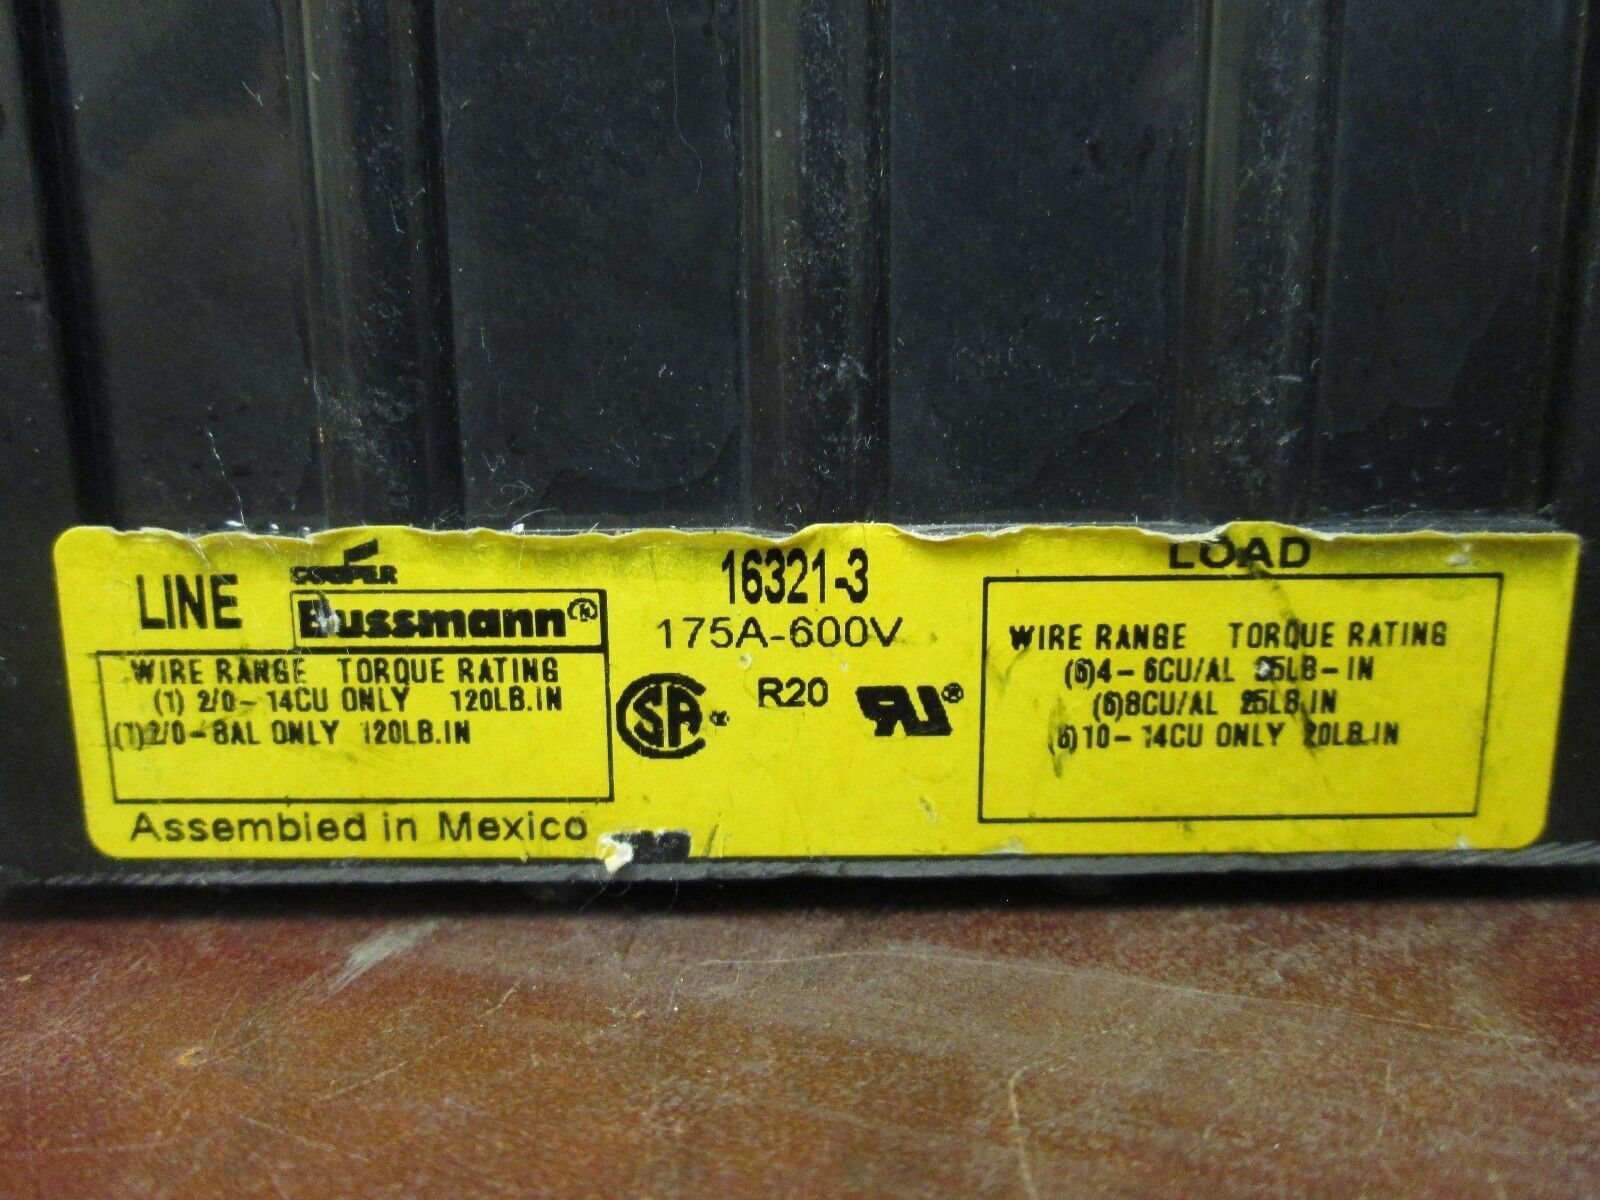 LINE
COOPER
Bussmann®
WIRE RANGE TORQUE RATING
(1) 2/0-14CU ONLY 120LB.IN
(1)2/0-8AL ONLY 120LB.IN
Assembled in Mexico
16321-3
175A-600V
SA R20 RU®
LOAD
WIRE RANGE TORQUE RATING
(6)4-6CU/AL 35LB-IN
(6)8CU/AL 25LB.IN
(6)10-14CU ONLY 20LB.IN